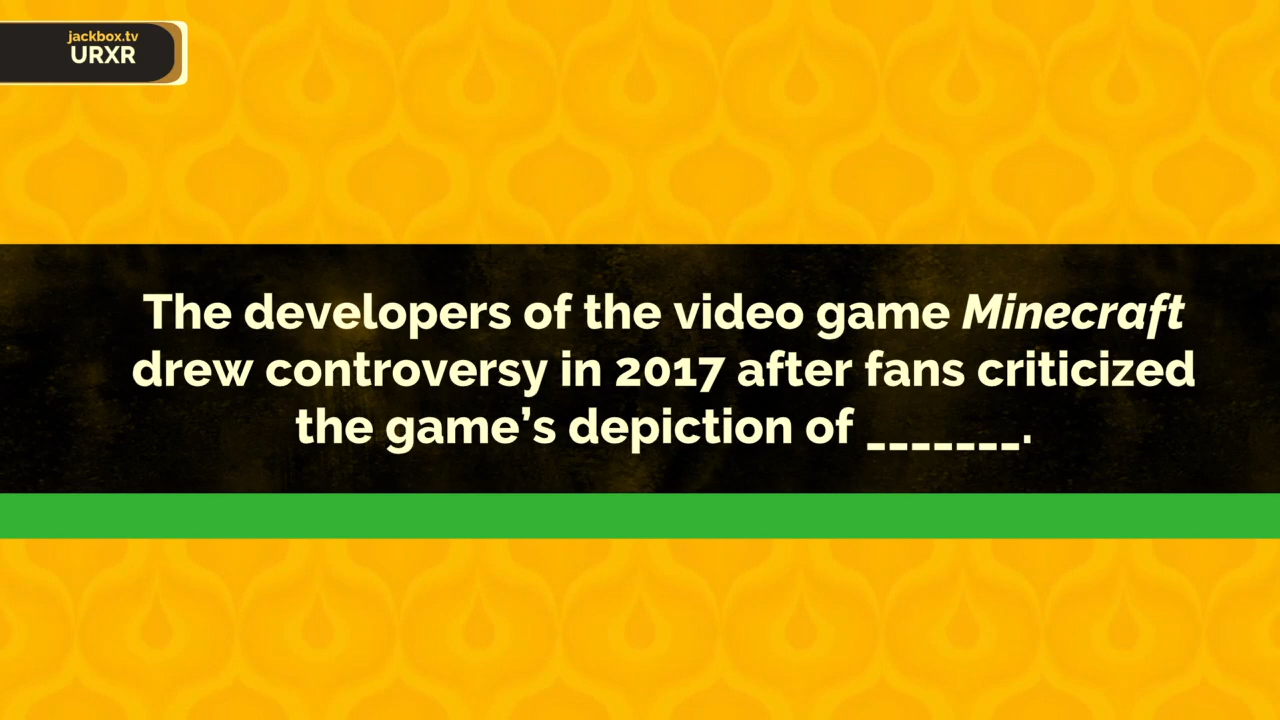 jackbox.tv
URXR
The developers of the video game Minecraft
drew controversy in 2017 after fans criticized
the game’s depiction of _______.